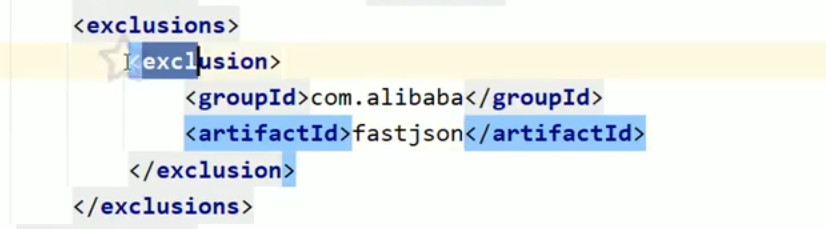 <exclusions>
<exclusion>
<groupId>com.alibaba</groupId>
<artifactId>fastjson</artifactId>
</exclusion>
</exclusions>